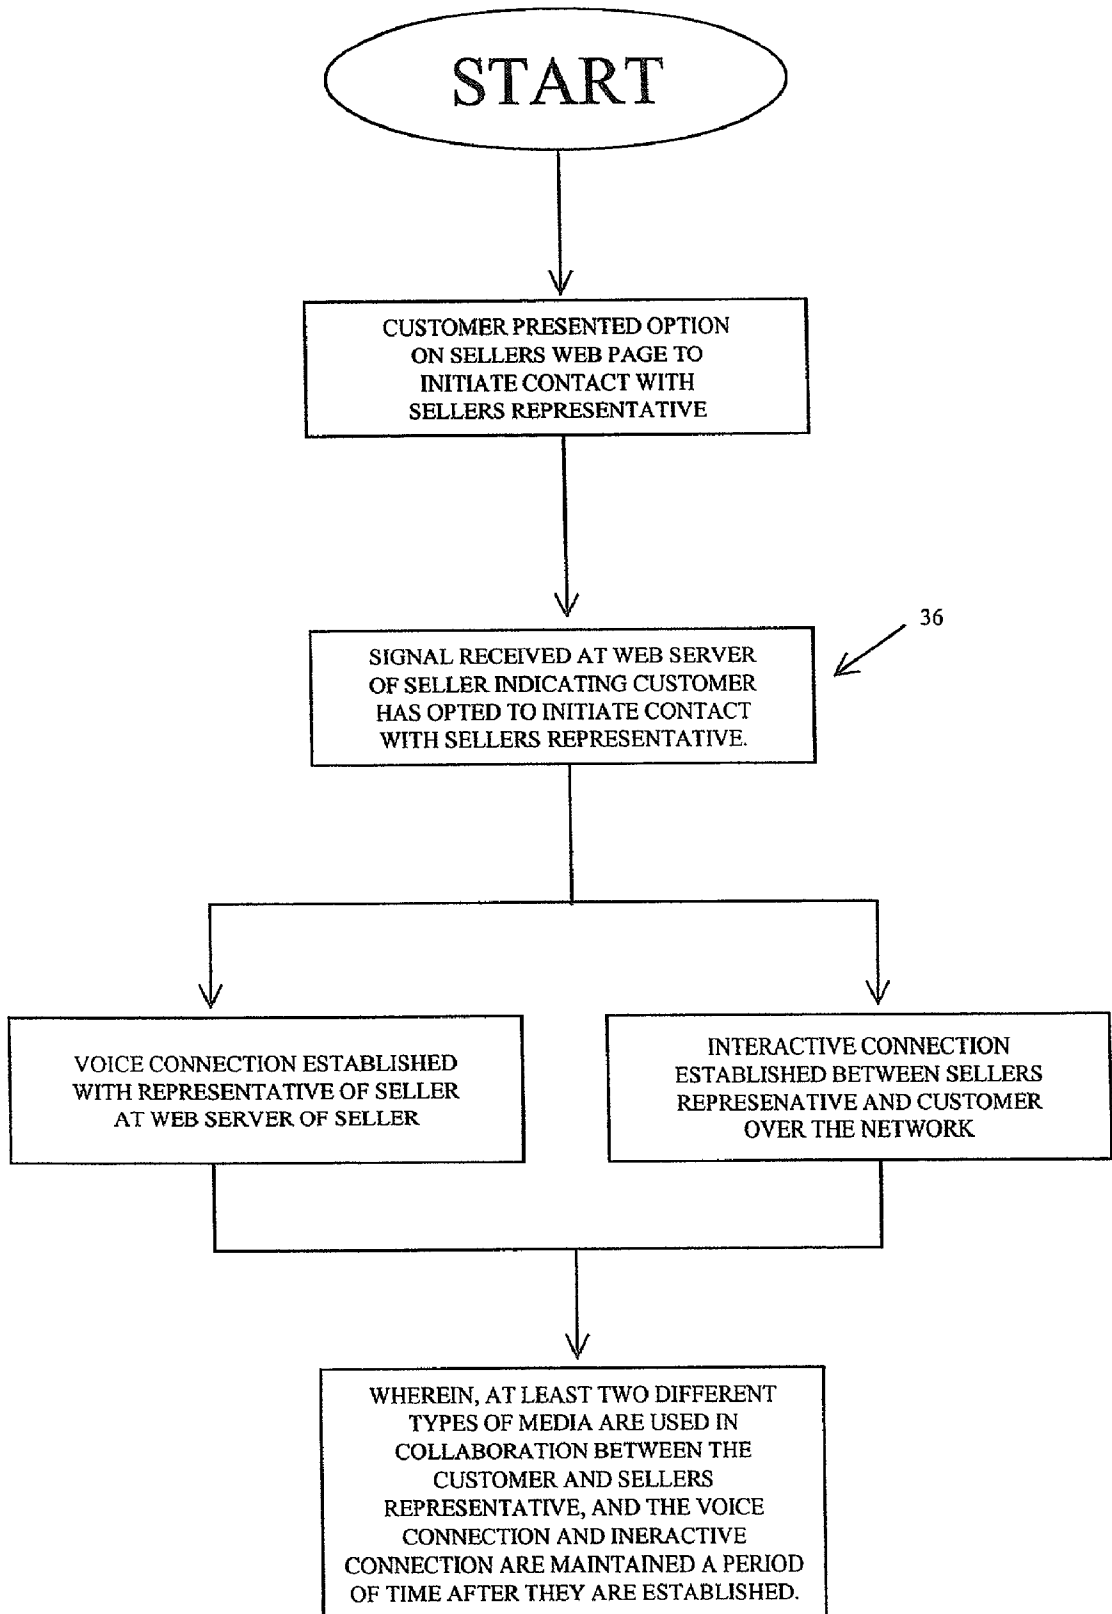 START
CUSTOMER PRESENTED OPTION
ON SELLERS WEB PAGE TO
INITIATE CONTACT WITH
SELLERS REPRESENTATIVE
36
SIGNAL RECEIVED AT WEB SERVER
OF SELLER INDICATING CUSTOMER
HAS OPTED TO INITIATE CONTACT
WITH SELLERS REPRESENTATIVE.
VOICE CONNECTION ESTABLISHED
WITH REPRESENTATIVE OF SELLER
AT WEB SERVER OF SELLER
INTERACTIVE CONNECTION
ESTABLISHED BETWEEN SELLERS
REPRESENATIVE AND CUSTOMER
OVER THE NETWORK
WHEREIN, AT LEAST TWO DIFFERENT
TYPES OF MEDIA ARE USED IN
COLLABORATION BETWEEN THE
CUSTOMER AND SELLERS
REPRESENTATIVE, AND THE VOICE
CONNECTION AND INERACTIVE
CONNECTION ARE MAINTAINED A PERIOD
OF TIME AFTER THEY ARE ESTABLISHED.